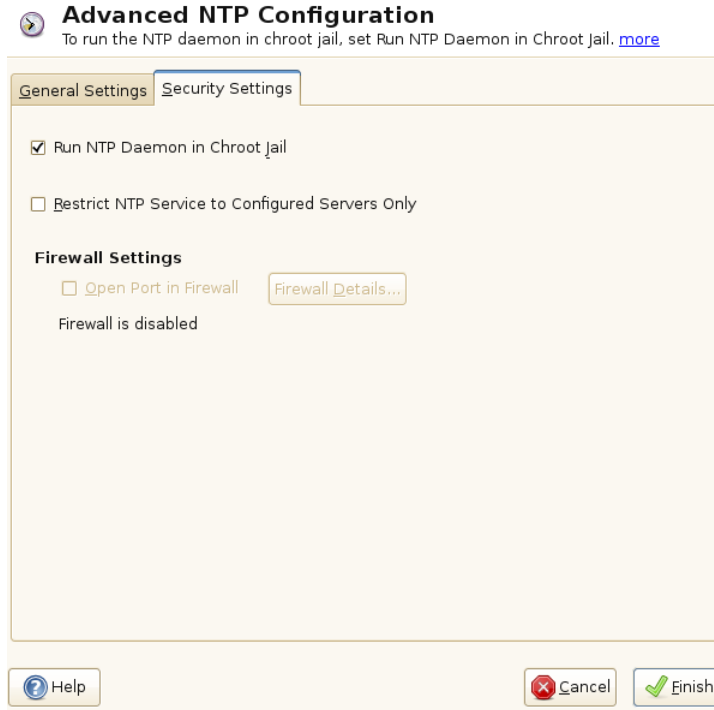 Advanced NTP Configuration
To run the NTP daemon in chroot jail, set Run NTP Daemon in Chroot Jail. more
General Settings Security Settings
Run NTP Daemon in Chroot Jail
Restrict NTP Service to Configured Servers Only
Firewall Settings
Open Port in Firewall Firewall Details...
Firewall is disabled
Help Cancel Finish